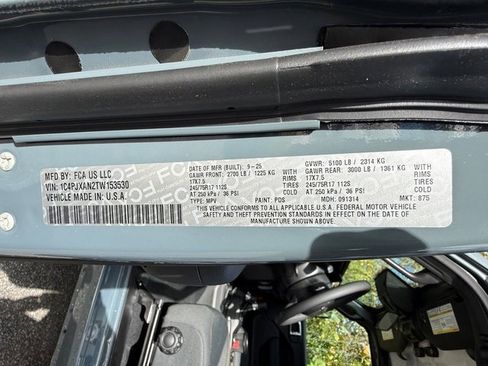 MFD BY: FCA US LLC
VIN: 1C4PJXAN2TW153530
VEHICLE MADE IN: U.S.A.
DATE OF MFR (BUILT): 9-25
GAWR FRONT: 2700 LB / 1225 KG
17X7.5 RIMS
245/75R17 112S TIRES
AT 250 kPa / 36 PSI
TYPE: MPV
PAINT: PDS
GVWR: 5100 LB / 2314 KG
GAWR REAR: 3000 LB / 1361 KG
17X7.5 RIMS
245/75R17 112S TIRES
AT 250 kPa / 36 PSI
MDH: 091314
MKT: 875
THIS VEHICLE CONFORMS TO ALL APPLICABLE U.S.A. FEDERAL MOTOR VEHICLE
SAFETY AND THEFT PREVENTION STANDARDS IN EFFECT ON THE DATE OF
MANUFACTURE SHOWN ABOVE.